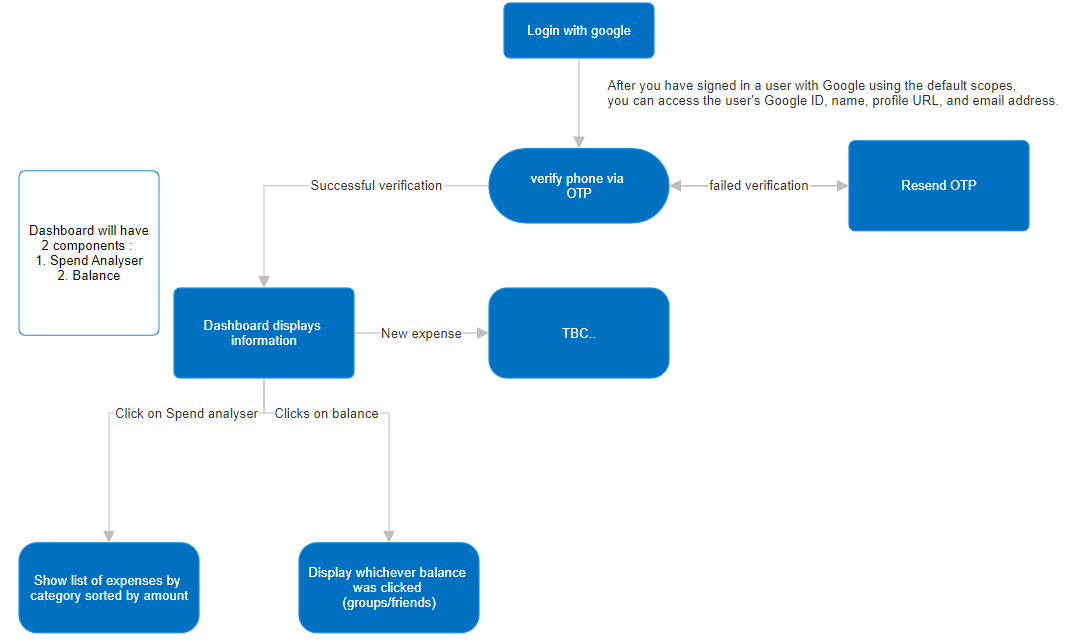 Login with google
After you have signed in a user with Google using the default scopes,
you can access the user's Google ID, name, profile URL, and email address.
verify phone via
OTP
Successful verification
failed verification
Resend OTP
Dashboard will have
2 components :
1. Spend Analyser
2. Balance
Dashboard displays
information
New expense
TBC..
Click on Spend analyser
Clicks on balance
Show list of expenses by
category sorted by amount
Display whichever balance
was clicked
(groups/friends)